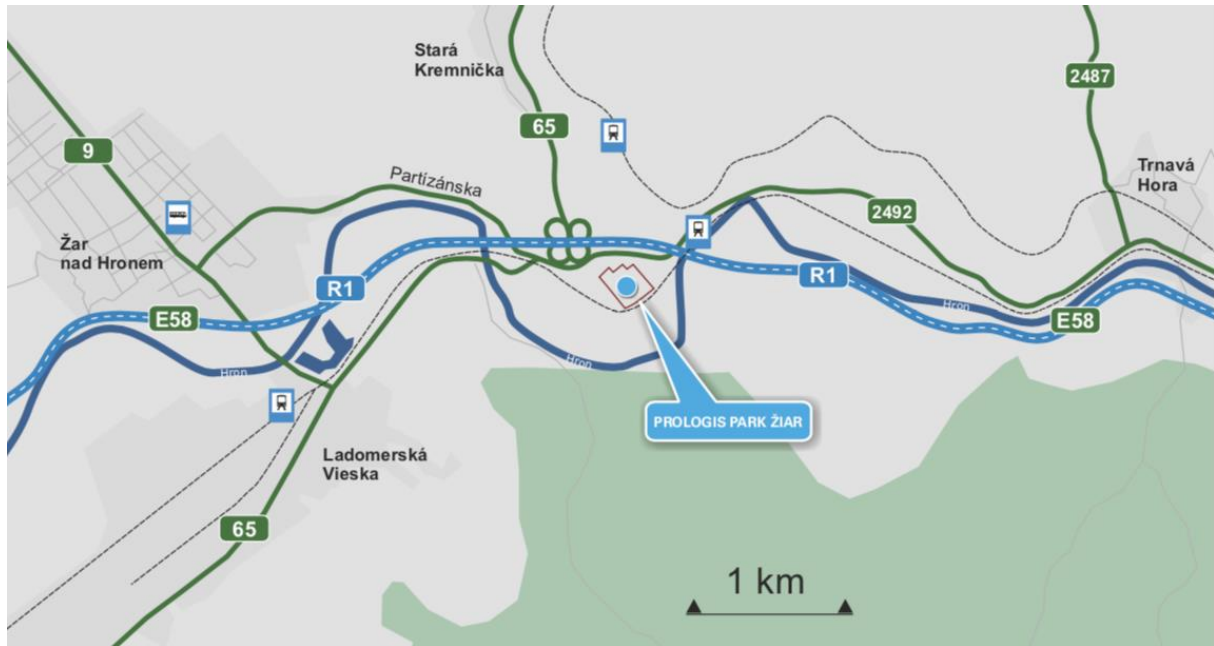 Stará
Kremnička
2487
65
9
Partízánska
Trnavá
Hora
2492
Žar
nad Hronem
R1
R1
Hron
E58
E58
Hron
Hron
PROLOGIS PARK ŽIAR
Ladomerská
Vieska
65
1 km